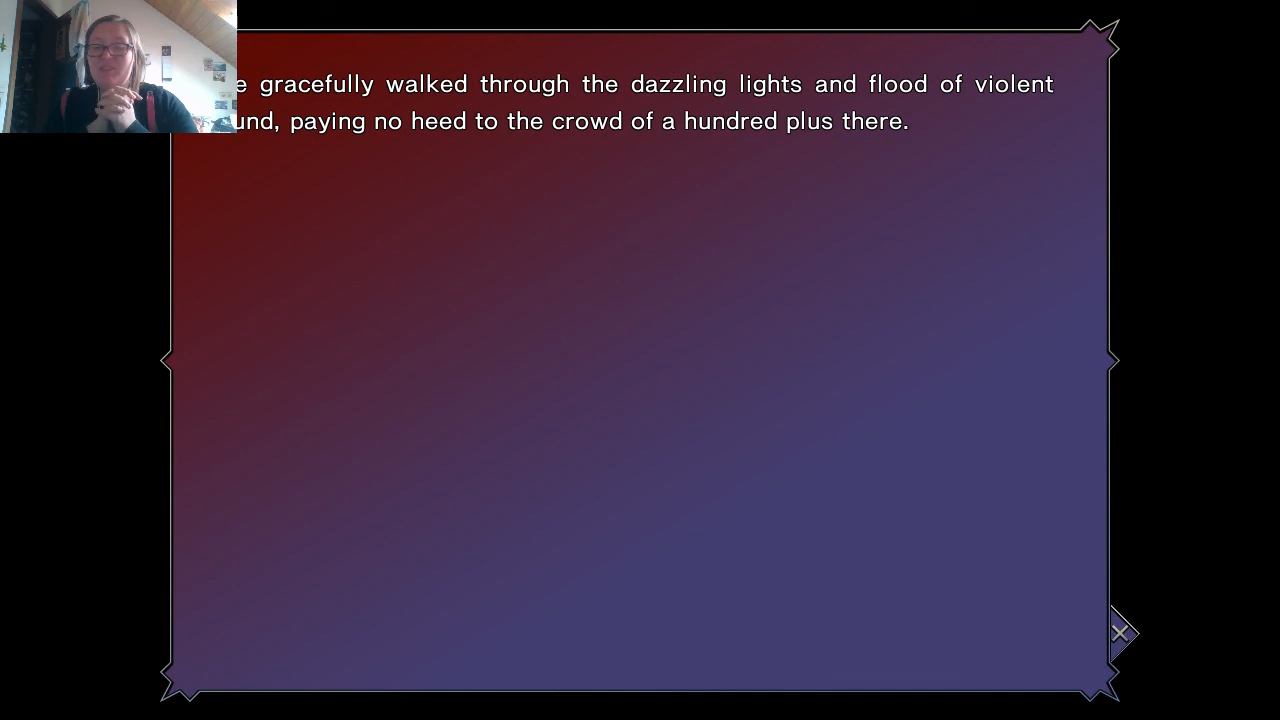 gracefully walked through the dazzling lights and flood of violent
paying no heed to the crowd of a hundred plus there.